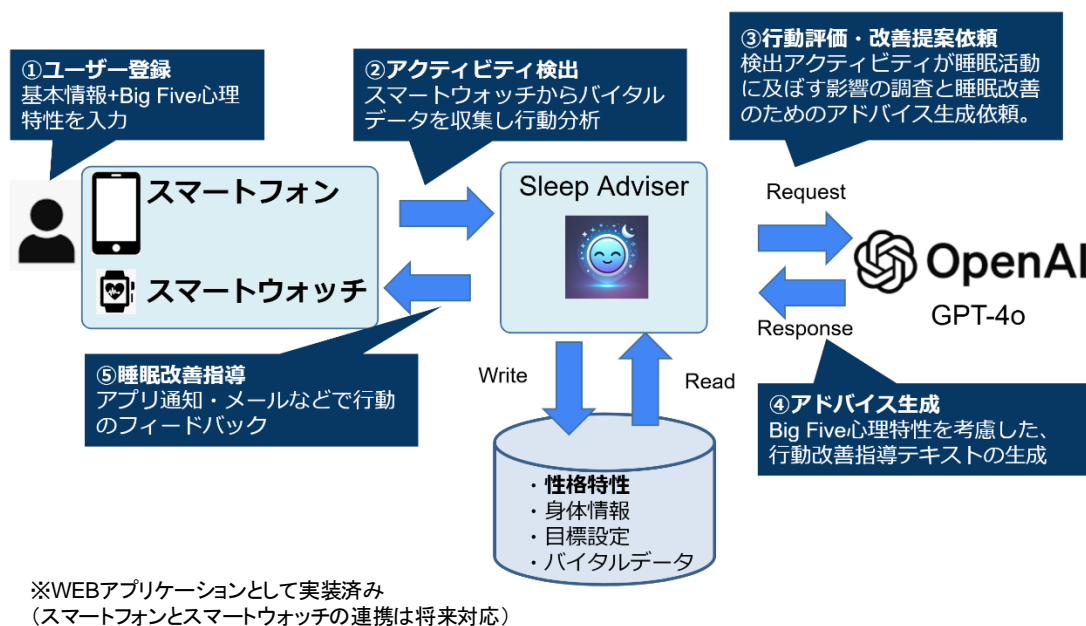 ①ユーザー登録
基本情報+Big Five心理
特性を入力
②アクティビティ検出
スマートウォッチからバイタル
データを収集し行動分析
③行動評価・改善提案依頼
検出アクティビティが睡眠活動
に及ぼす影響の調査と睡眠改善
のためのアドバイス生成依頼。
スマートフォン
スマートウォッチ
Sleep Adviser
Request
OpenAI
GPT-4o
Response
⑤睡眠改善指導
アプリ通知・メールなどで行動
のフィードバック
Write
Read
④アドバイス生成
Big Five心理特性を考慮した、
行動改善指導テキストの生成
・性格特性
・身体情報
・目標設定
・バイタルデータ
※WEBアプリケーションとして実装済み
（スマートフォンとスマートウォッチの連携は将来対応）